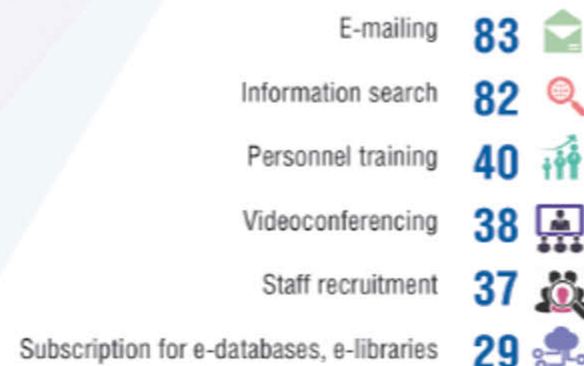 E-mailing 83
Information search 82
Personnel training 40
Videoconferencing 38
Staff recruitment 37
Subscription for e-databases, e-libraries 29